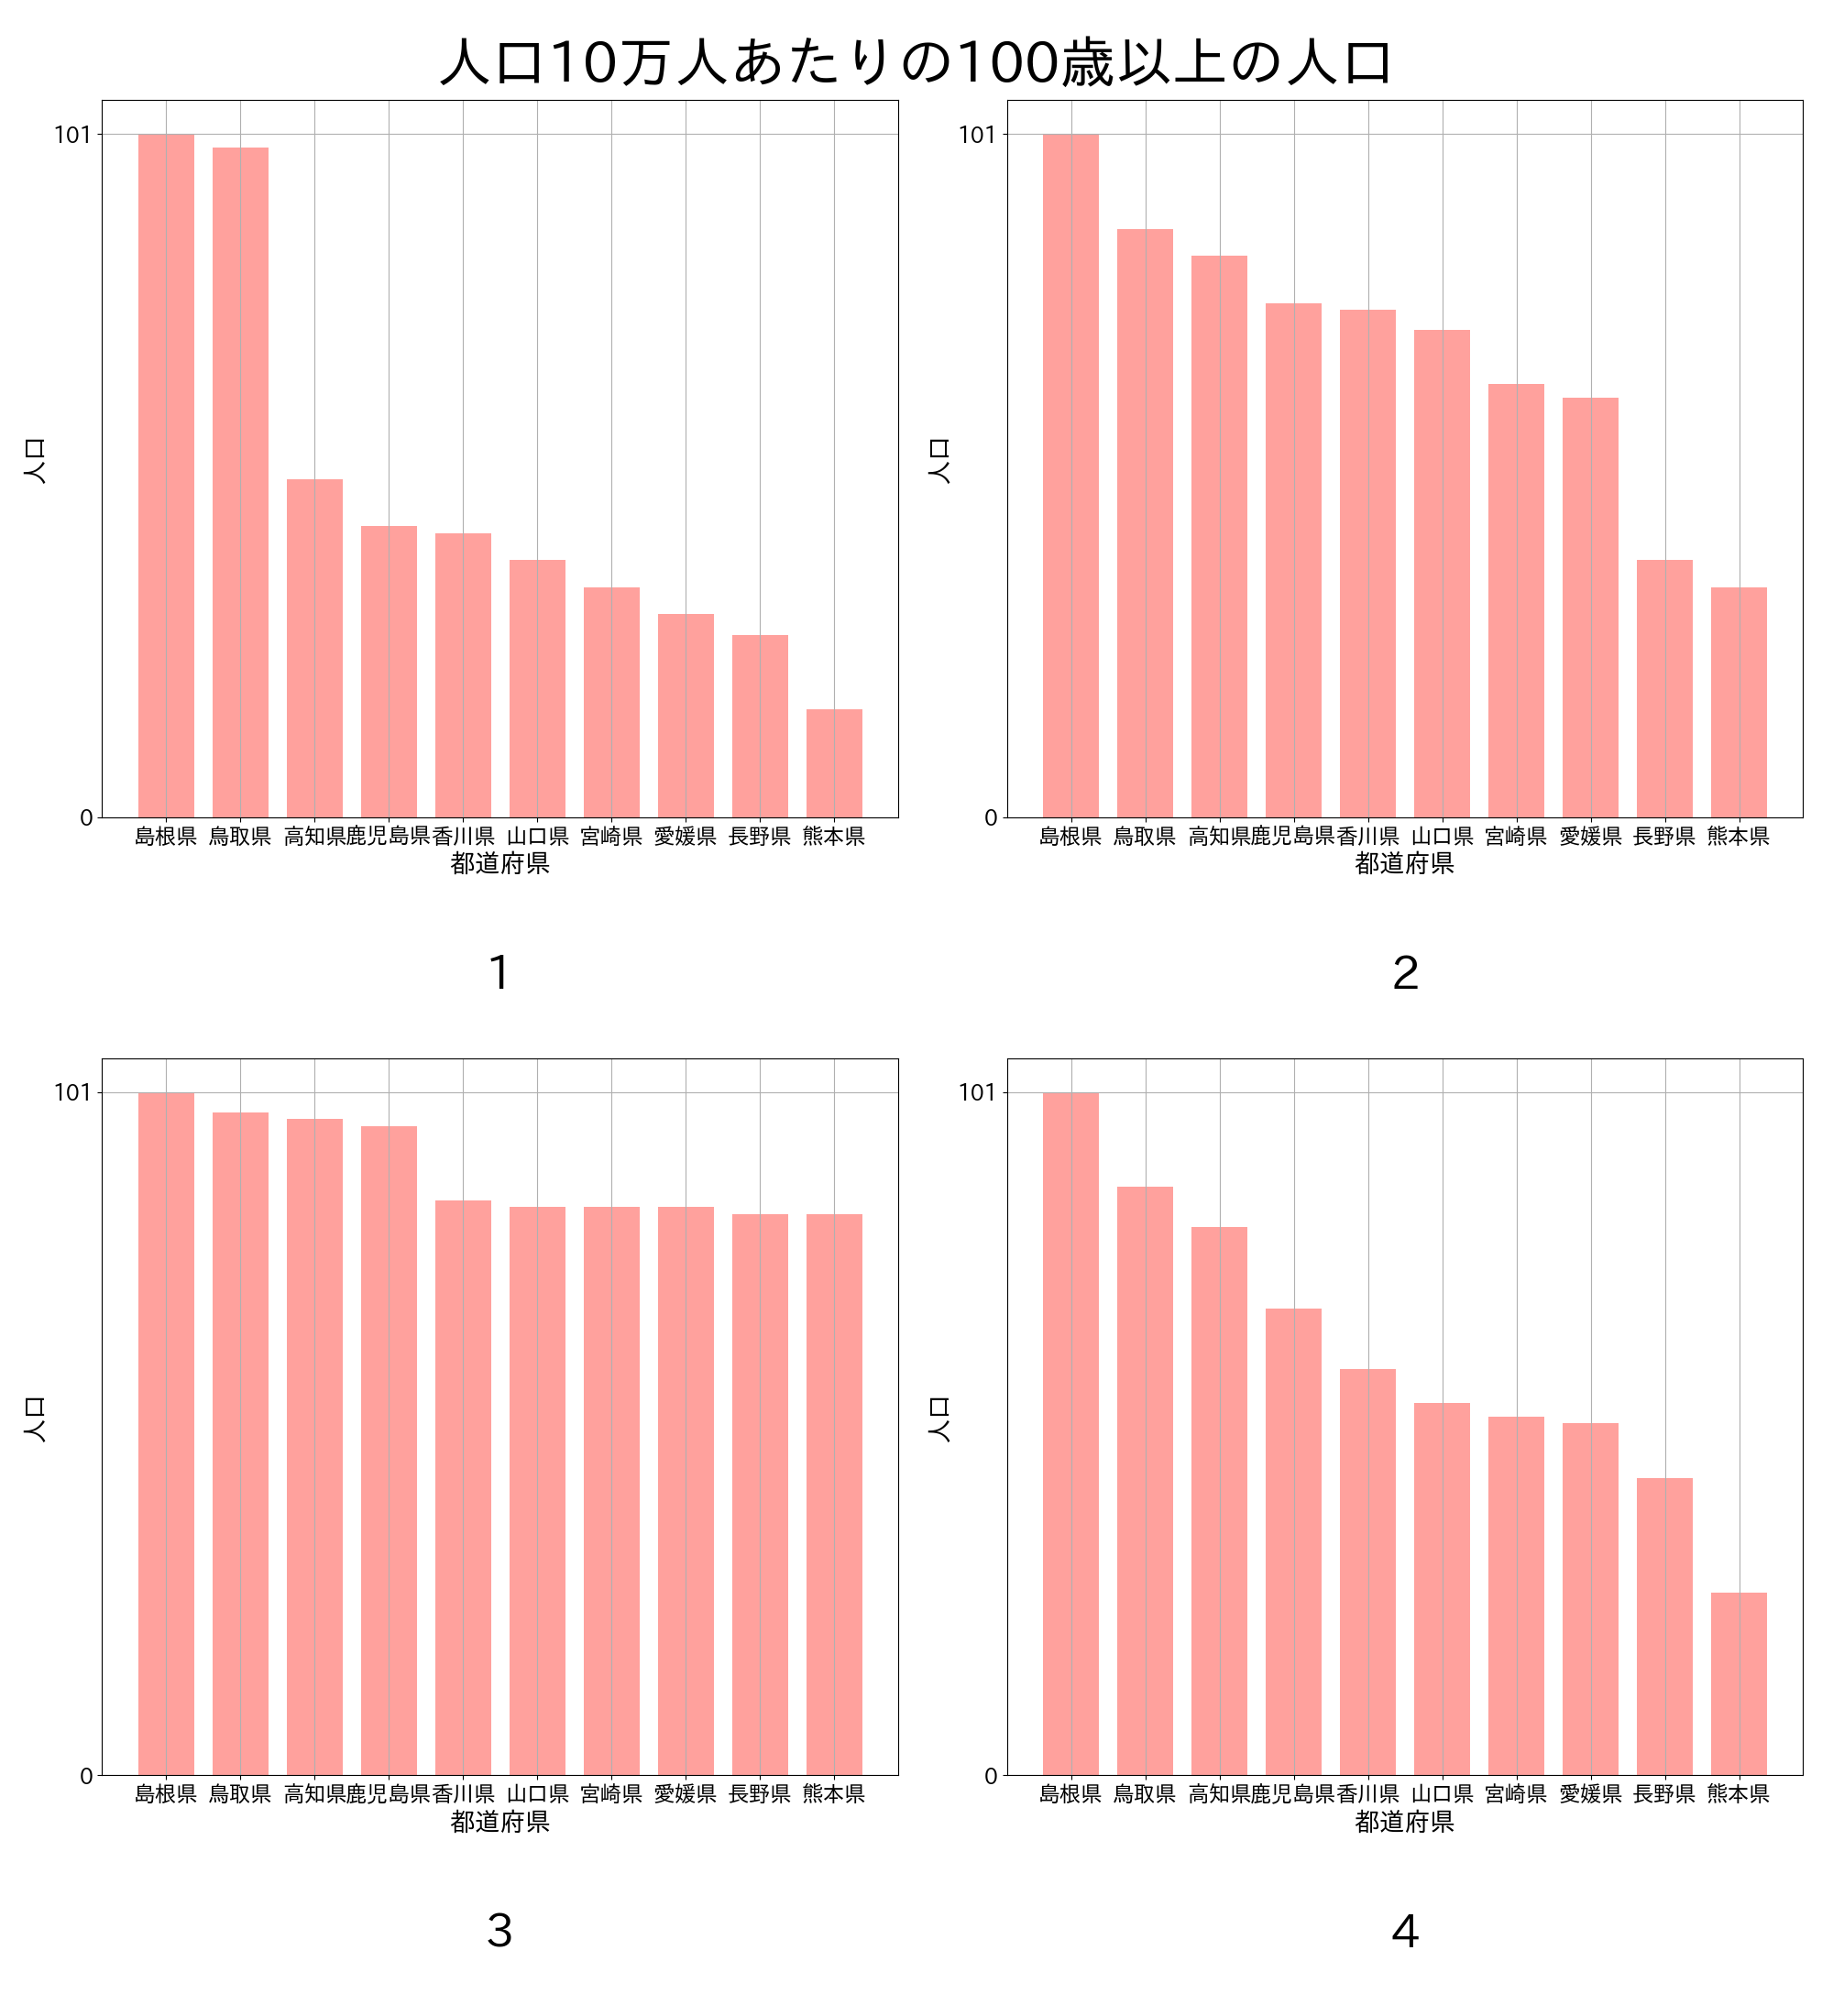 人口10万人あたりの100歳以上の人口
101
0
人口
島根県 鳥取県 高知県 鹿児島県 香川県 山口県 宮崎県 愛媛県 長野県 熊本県
都道府県
1
101
0
人口
島根県 鳥取県 高知県 鹿児島県 香川県 山口県 宮崎県 愛媛県 長野県 熊本県
都道府県
2
101
0
人口
島根県 鳥取県 高知県 鹿児島県 香川県 山口県 宮崎県 愛媛県 長野県 熊本県
都道府県
3
101
0
人口
島根県 鳥取県 高知県 鹿児島県 香川県 山口県 宮崎県 愛媛県 長野県 熊本県
都道府県
4